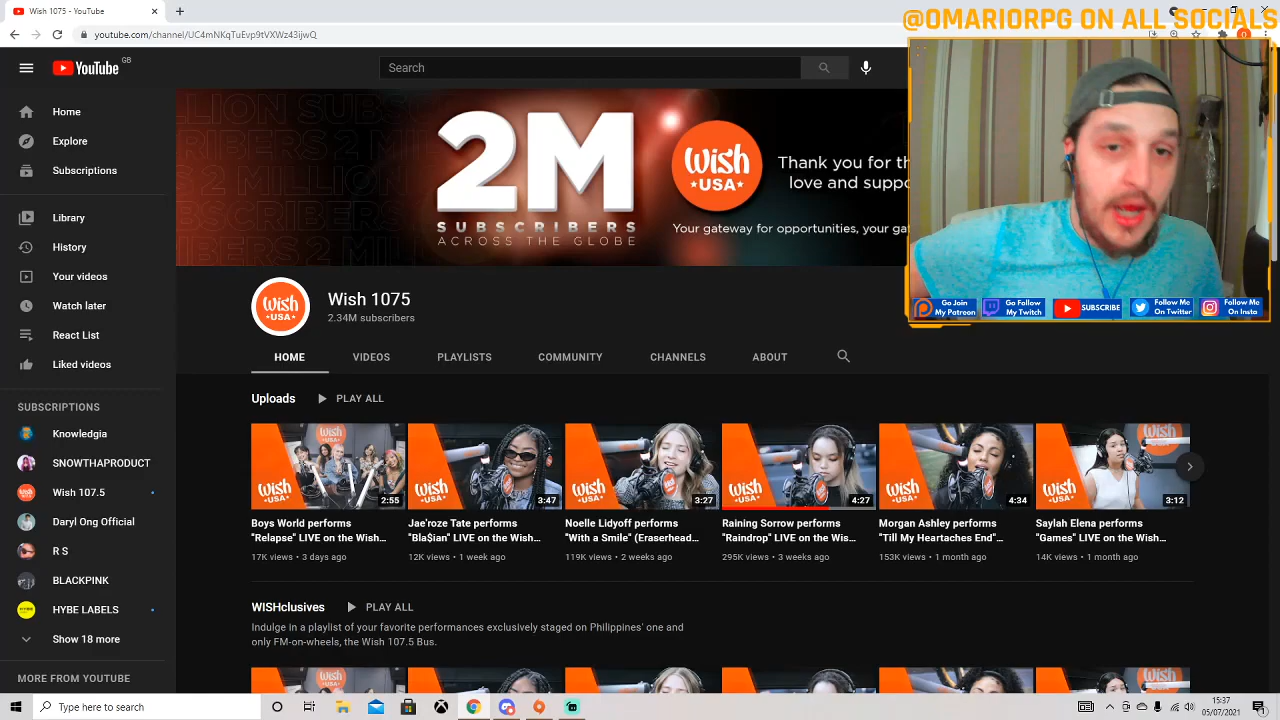 Wish 1075 - YouTube
@OMARIORPG ON ALL SOCIALS
youtube.com/channel/UC4mvKqTuEvp9tVXWz43ijwQ
YouTube GB
Search
Home
Explore
Subscriptions
Library
History
Your videos
Watch later
React List
Liked videos
SUBSCRIPTIONS
Knowledgia
SNOWTHAPRODUCT
Wish 107.5
Daryl Ong Official
R S
BLACKPINK
HYBE LABELS
Show 18 more
MORE FROM YOUTUBE
2M
SUBSCRIBERS
ACROSS THE GLOBE
wish
USA
Thank you for th
love and suppo
Your gateway for opportunities, your ga
Go Join
My Patreon
Go Follow
My Twitch
SUBSCRIBE
Follow Me
On Twitter
Follow Me
On Insta
wish
USA
Wish 1075
2.34M subscribers
HOME VIDEOS PLAYLISTS COMMUNITY CHANNELS ABOUT
Uploads PLAY ALL
wish 2:55
Boys World performs
"Relapse" LIVE on the Wish...
17K views • 3 days ago
wish 3:47
Jae'roze Tate performs
"Bla$ian" LIVE on the Wish...
12K views • 1 week ago
wish 3:27
Noelle Lidyoff performs
"With a Smile" (Eraserhead...
119K views • 2 weeks ago
wish 4:27
Raining Sorrow performs
"Raindrop" LIVE on the Wis...
295K views • 3 weeks ago
wish 4:34
Morgan Ashley performs
"Till My Heartaches End"...
153K views • 1 month ago
wish 3:12
Saylah Elena performs
"Games" LIVE on the Wish...
14K views • 1 month ago
WISHclusives PLAY ALL
Indulge in a playlist of your favorite performances exclusively staged on Philippines' one and
only FM-on-wheels, the Wish 107.5 Bus.
Type here to search
15:37
05/07/2021